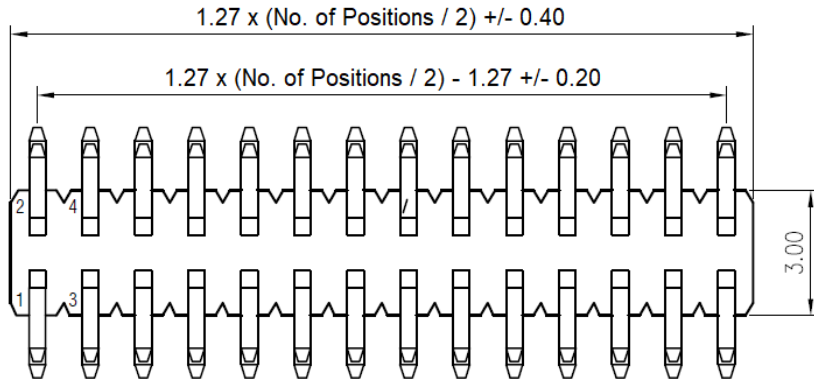 1.27 x (No. of Positions / 2) +/- 0.40
1.27 x (No. of Positions / 2) - 1.27 +/- 0.20
2 4
3.00
1 3